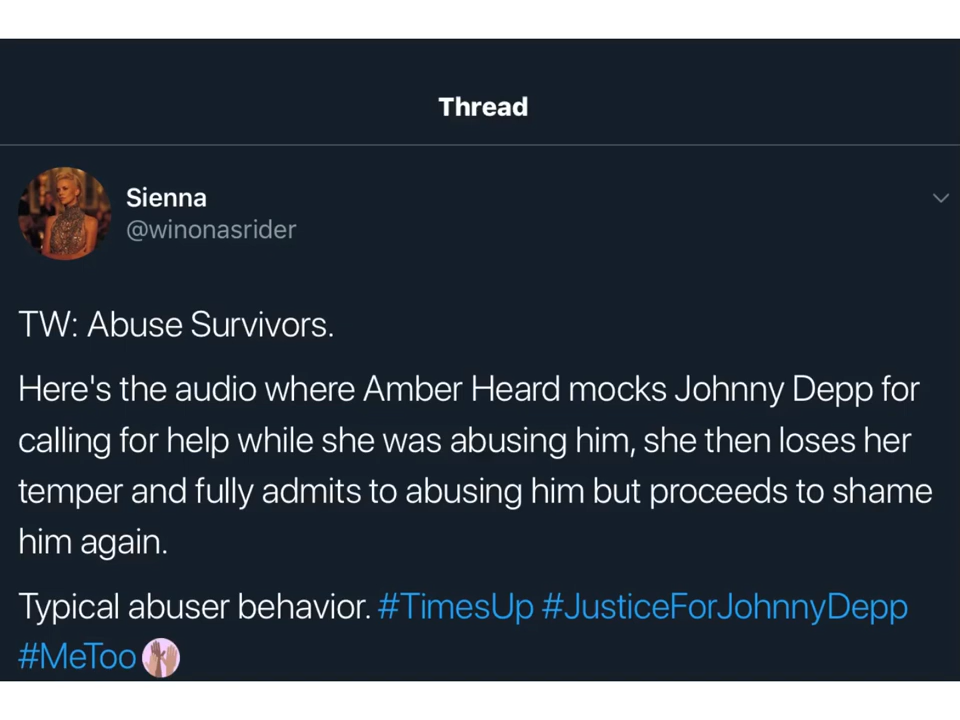 Thread
Sienna
@winonasrider
TW: Abuse Survivors.
Here's the audio where Amber Heard mocks Johnny Depp for
calling for help while she was abusing him, she then loses her
temper and fully admits to abusing him but proceeds to shame
him again.
Typical abuser behavior. #TimesUp #JusticeForJohnnyDepp
#MeToo